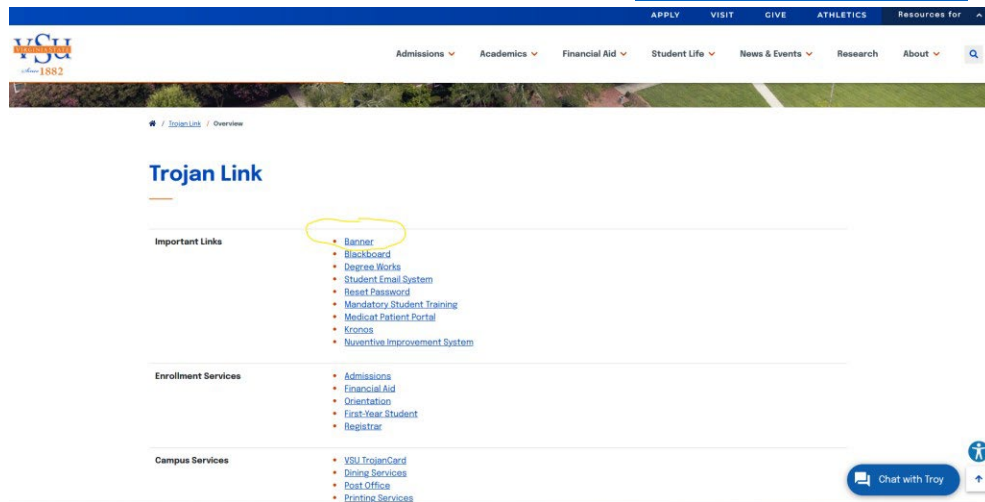 APPLY VISIT GIVE ATHLETICS Resources for
VSU
VIRGINIA STATE
Since 1882
Admissions Academics Financial Aid Student Life News & Events Research About
/ Trojan Link / Overview
Trojan Link
Important Links
• Banner
• Blackboard
• Degree Works
• Student Email System
• Reset Password
• Mandatory Student Training
• Medicat Patient Portal
• Kronos
• Nuventive Improvement System
Enrollment Services
• Admissions
• Financial Aid
• Orientation
• First-Year Student
• Registrar
Campus Services
• VSU TrojanCard
• Dining Services
• Post Office
• Printing Services
Chat with Troy